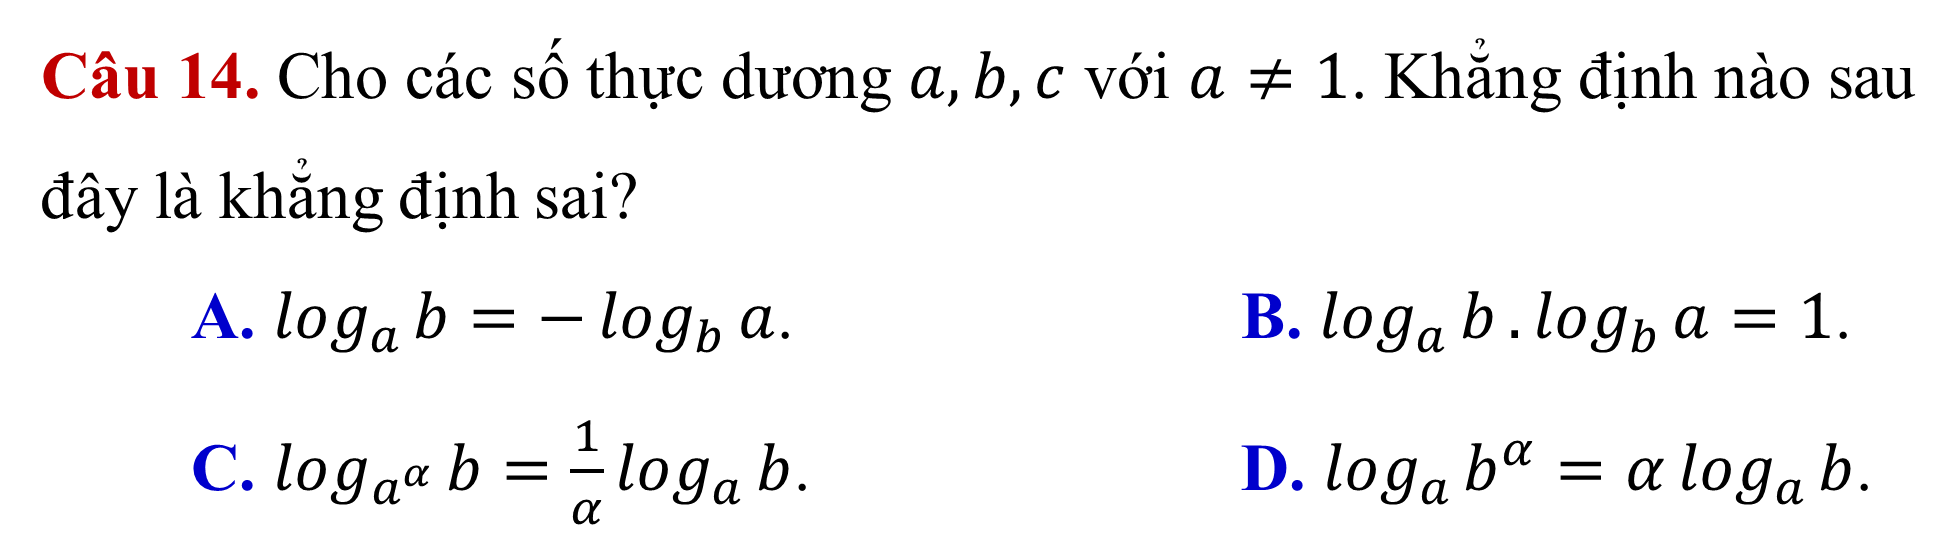 Câu 14. Cho các số thực dương a, b, c với a ≠ 1. Khẳng định nào sau
đây là khẳng định sai?
A. log_a b = − log_b a. B. log_a b . log_b a = 1.
C. log_{a^α} b = \frac{1}{α} log_a b. D. log_a b^α = α log_a b.